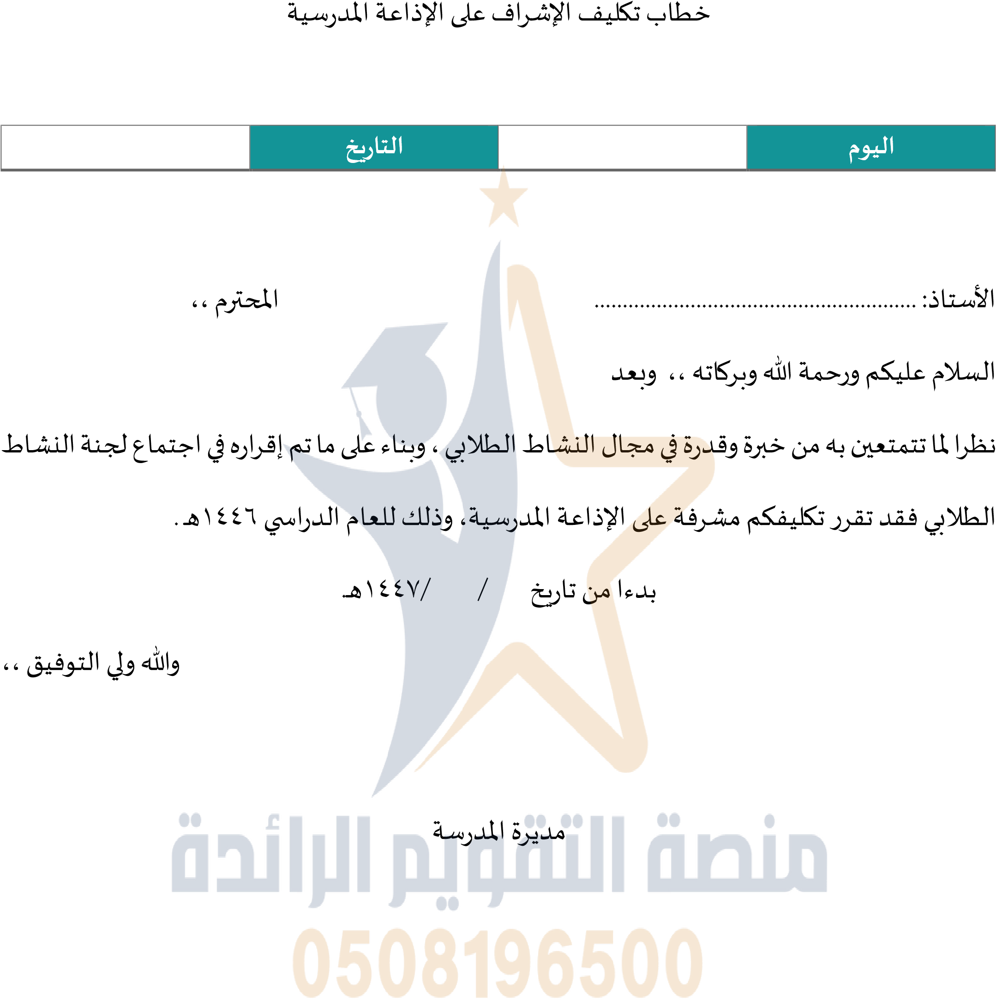 خطاب تكليف الإشراف على الإذاعة المدرسية
اليوم
التاريخ
الأستاذ: ......................................................... المحترم ،،
السلام عليكم ورحمة الله وبركاته ،، وبعد
نظرا لما تتمتعين به من خبرة وقدرة في مجال النشاط الطلابي ، وبناء على ما تم إقراره في اجتماع لجنة النشاط
الطلابي فقد تقرر تكليفكم مشرفة على الإذاعة المدرسية، وذلك للعام الدراسي ١٤٤٦هـ.
بدءا من تاريخ / /١٤٤٧هـ
والله ولي التوفيق ،،
مديرة المدرسة
منصة التقويم الرائدة
0508196500